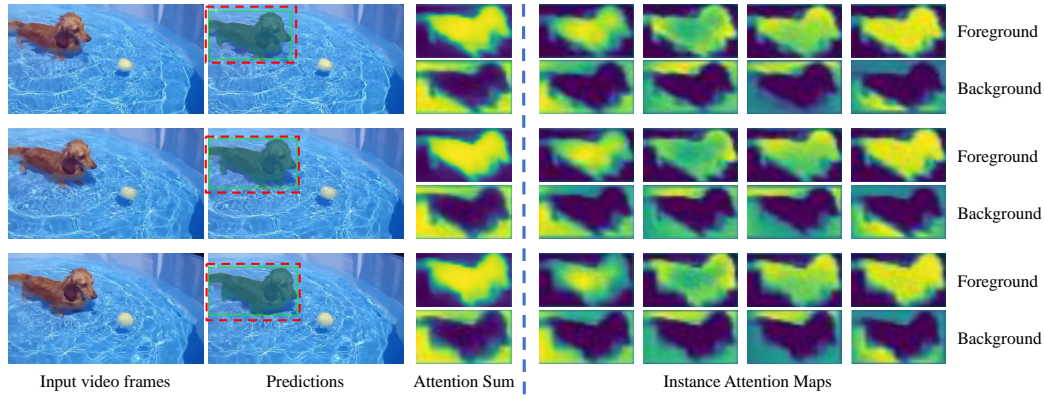 Foreground
Background
Foreground
Background
Foreground
Background
Input video frames
Predictions
Attention Sum
Instance Attention Maps